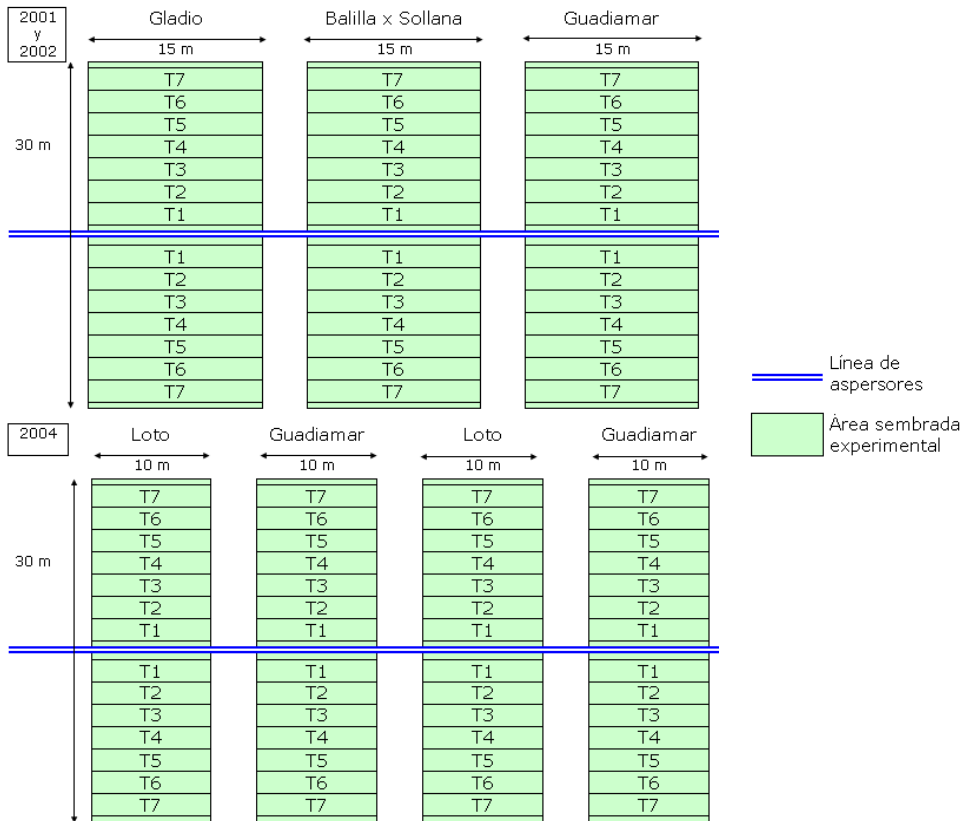 2001
y
2002
Gladio
Balilla x Sollana
Guadiamar
15 m
15 m
15 m
30 m
T7
T7
T7
T6
T6
T6
T5
T5
T5
T4
T4
T4
T3
T3
T3
T2
T2
T2
T1
T1
T1
T1
T1
T1
T2
T2
T2
T3
T3
T3
T4
T4
T4
T5
T5
T5
T6
T6
T6
T7
T7
T7
Línea de
aspersores
Área sembrada
experimental
2004
Loto
Guadiamar
Loto
Guadiamar
10 m
10 m
10 m
10 m
30 m
T7
T7
T7
T7
T6
T6
T6
T6
T5
T5
T5
T5
T4
T4
T4
T4
T3
T3
T3
T3
T2
T2
T2
T2
T1
T1
T1
T1
T1
T1
T1
T1
T2
T2
T2
T2
T3
T3
T3
T3
T4
T4
T4
T4
T5
T5
T5
T5
T6
T6
T6
T6
T7
T7
T7
T7